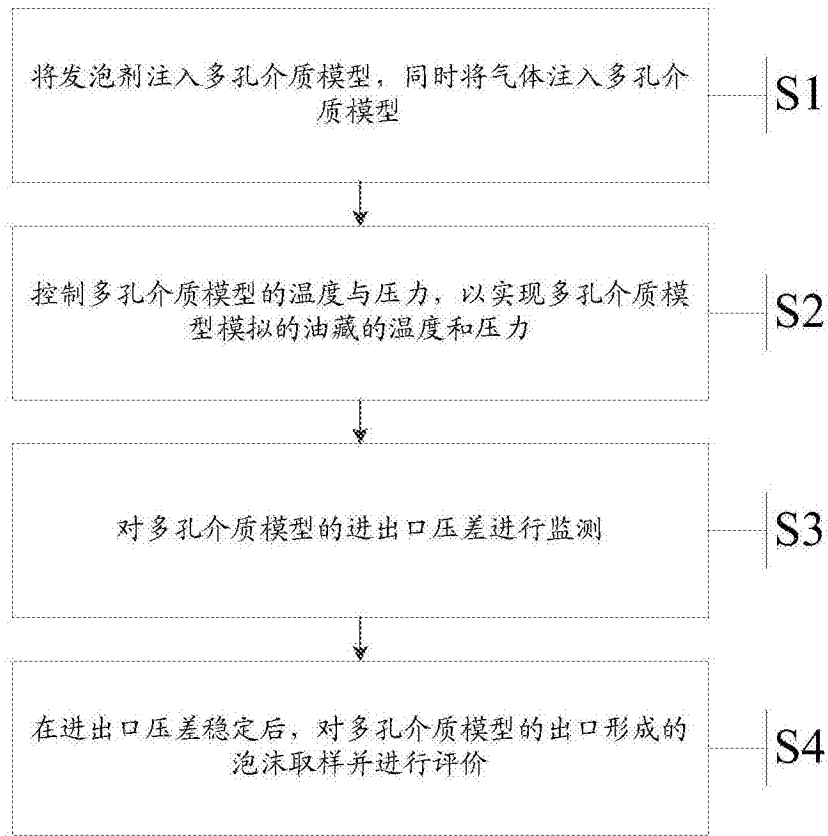 将发泡剂注入多孔介质模型，同时将气体注入多孔介
质模型
S1
控制多孔介质模型的温度与压力，以实现多孔介质模
型模拟的油藏的温度和压力
S2
对多孔介质模型的进出口压差进行监测
S3
在进出口压差稳定后，对多孔介质模型的出口形成的
泡沫取样并进行评价
S4